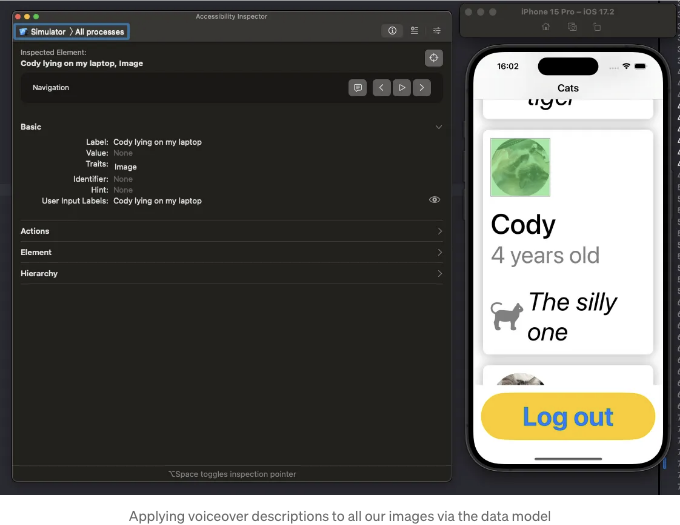 Accessibility Inspector
Simulator 〉All processes
Inspected Element:
Cody lying on my laptop, Image
Navigation
Basic
Label: Cody lying on my laptop
Value: None
Traits: Image
Identifier: None
Hint: None
User Input Labels: Cody lying on my laptop
Actions
Element
Hierarchy
⌥Space toggles inspection pointer
iPhone 15 Pro – iOS 17.2
16:02
Cats
tiger
Cody
4 years old
The silly
one
Log out
Applying voiceover descriptions to all our images via the data model